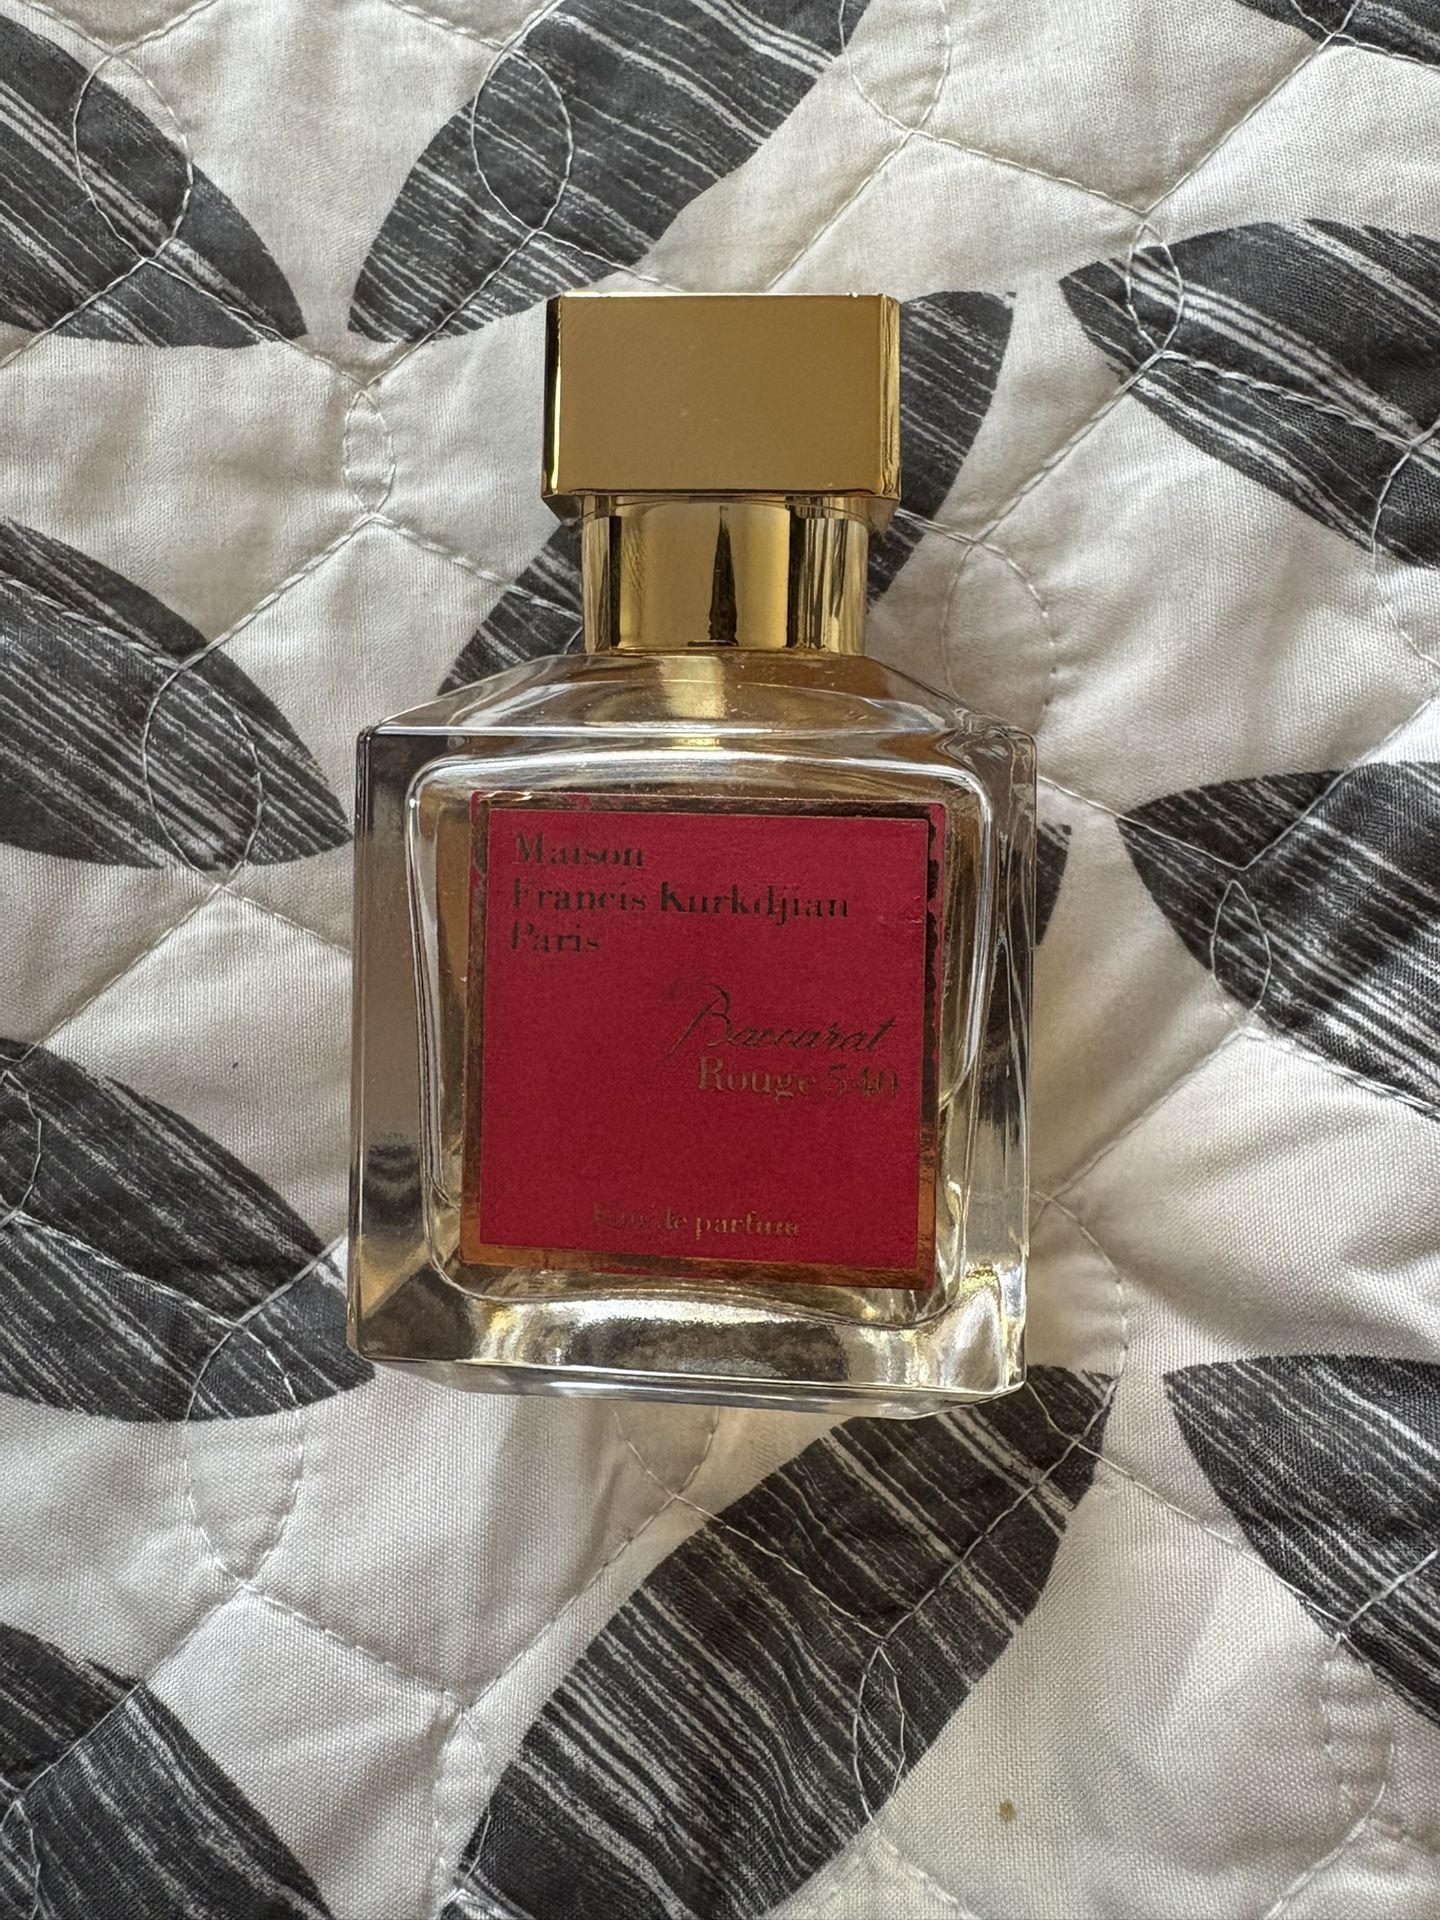 Maison
Francis Kurkdjian
Paris
Baccarat
Rouge 540
Eau de parfum